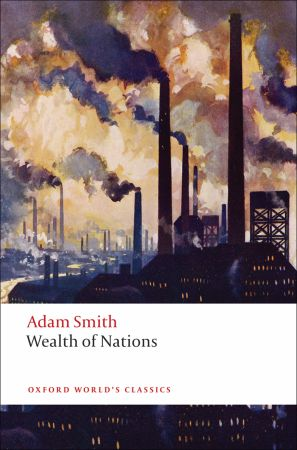 Adam Smith
Wealth of Nations
OXFORD WORLD'S CLASSICS